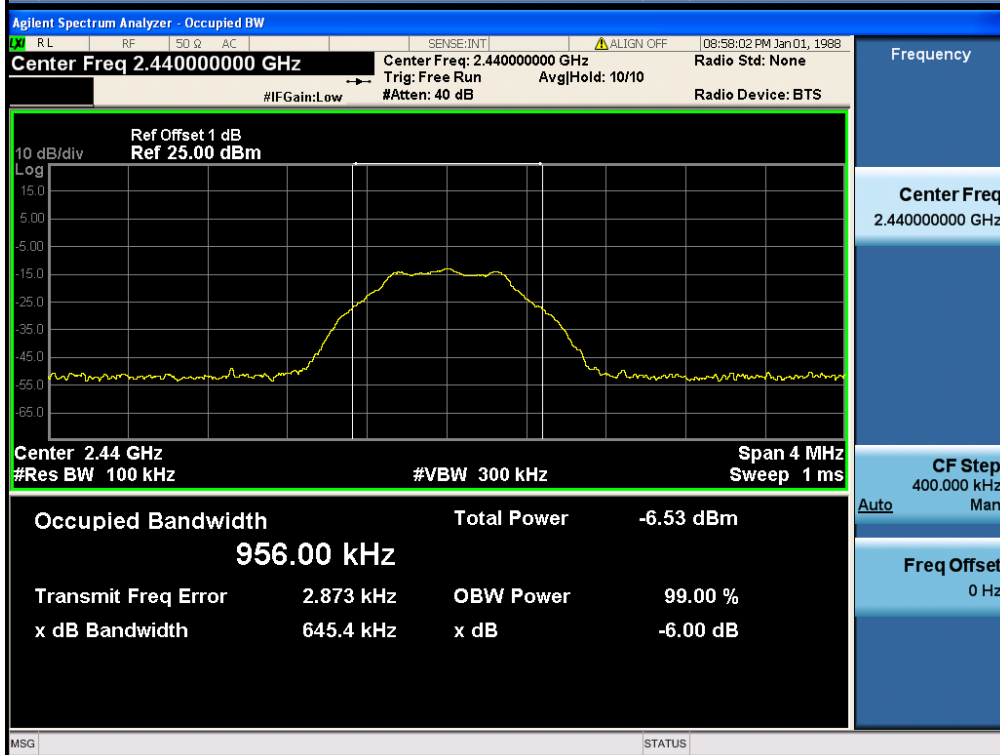 Agilent Spectrum Analyzer - Occupied BW
LXI RL RF 50 Ω AC SENSE:INT ALIGN OFF 08:58:02 PM Jan 01, 1988
Center Freq 2.440000000 GHz
Center Freq: 2.440000000 GHz
Radio Std: None
Trig: Free Run Avg|Hold: 10/10
#IFGain:Low
#Atten: 40 dB
Radio Device: BTS
Frequency
Ref Offset 1 dB
10 dB/div Ref 25.00 dBm
Log
15.0
5.00
-5.00
-15.0
-25.0
-35.0
-45.0
-55.0
-65.0
Center 2.44 GHz Span 4 MHz
#Res BW 100 kHz #VBW 300 kHz Sweep 1 ms
Center Freq
2.440000000 GHz
CF Step
400.000 kHz
Auto Man
Freq Offset
0 Hz
Occupied Bandwidth Total Power -6.53 dBm
956.00 kHz
Transmit Freq Error 2.873 kHz OBW Power 99.00 %
x dB Bandwidth 645.4 kHz x dB -6.00 dB
MSG STATUS